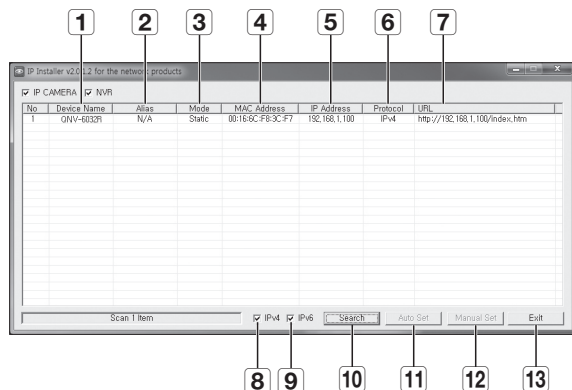 1 2 3 4 5 6 7
IP Installer v2.0.1.2 for the network products
IP CAMERA NVR
No Device Name Alias Mode MAC Address IP Address Protocol URL
1 QNV-6032R N/A Static 00:16:6C:F8:3C:F7 192,168,1,100 IPv4 http://192,168,1,100/index,htm
Scan 1 Item IPv4 IPv6 Search Auto Set Manual Set Exit
8 9 10 11 12 13